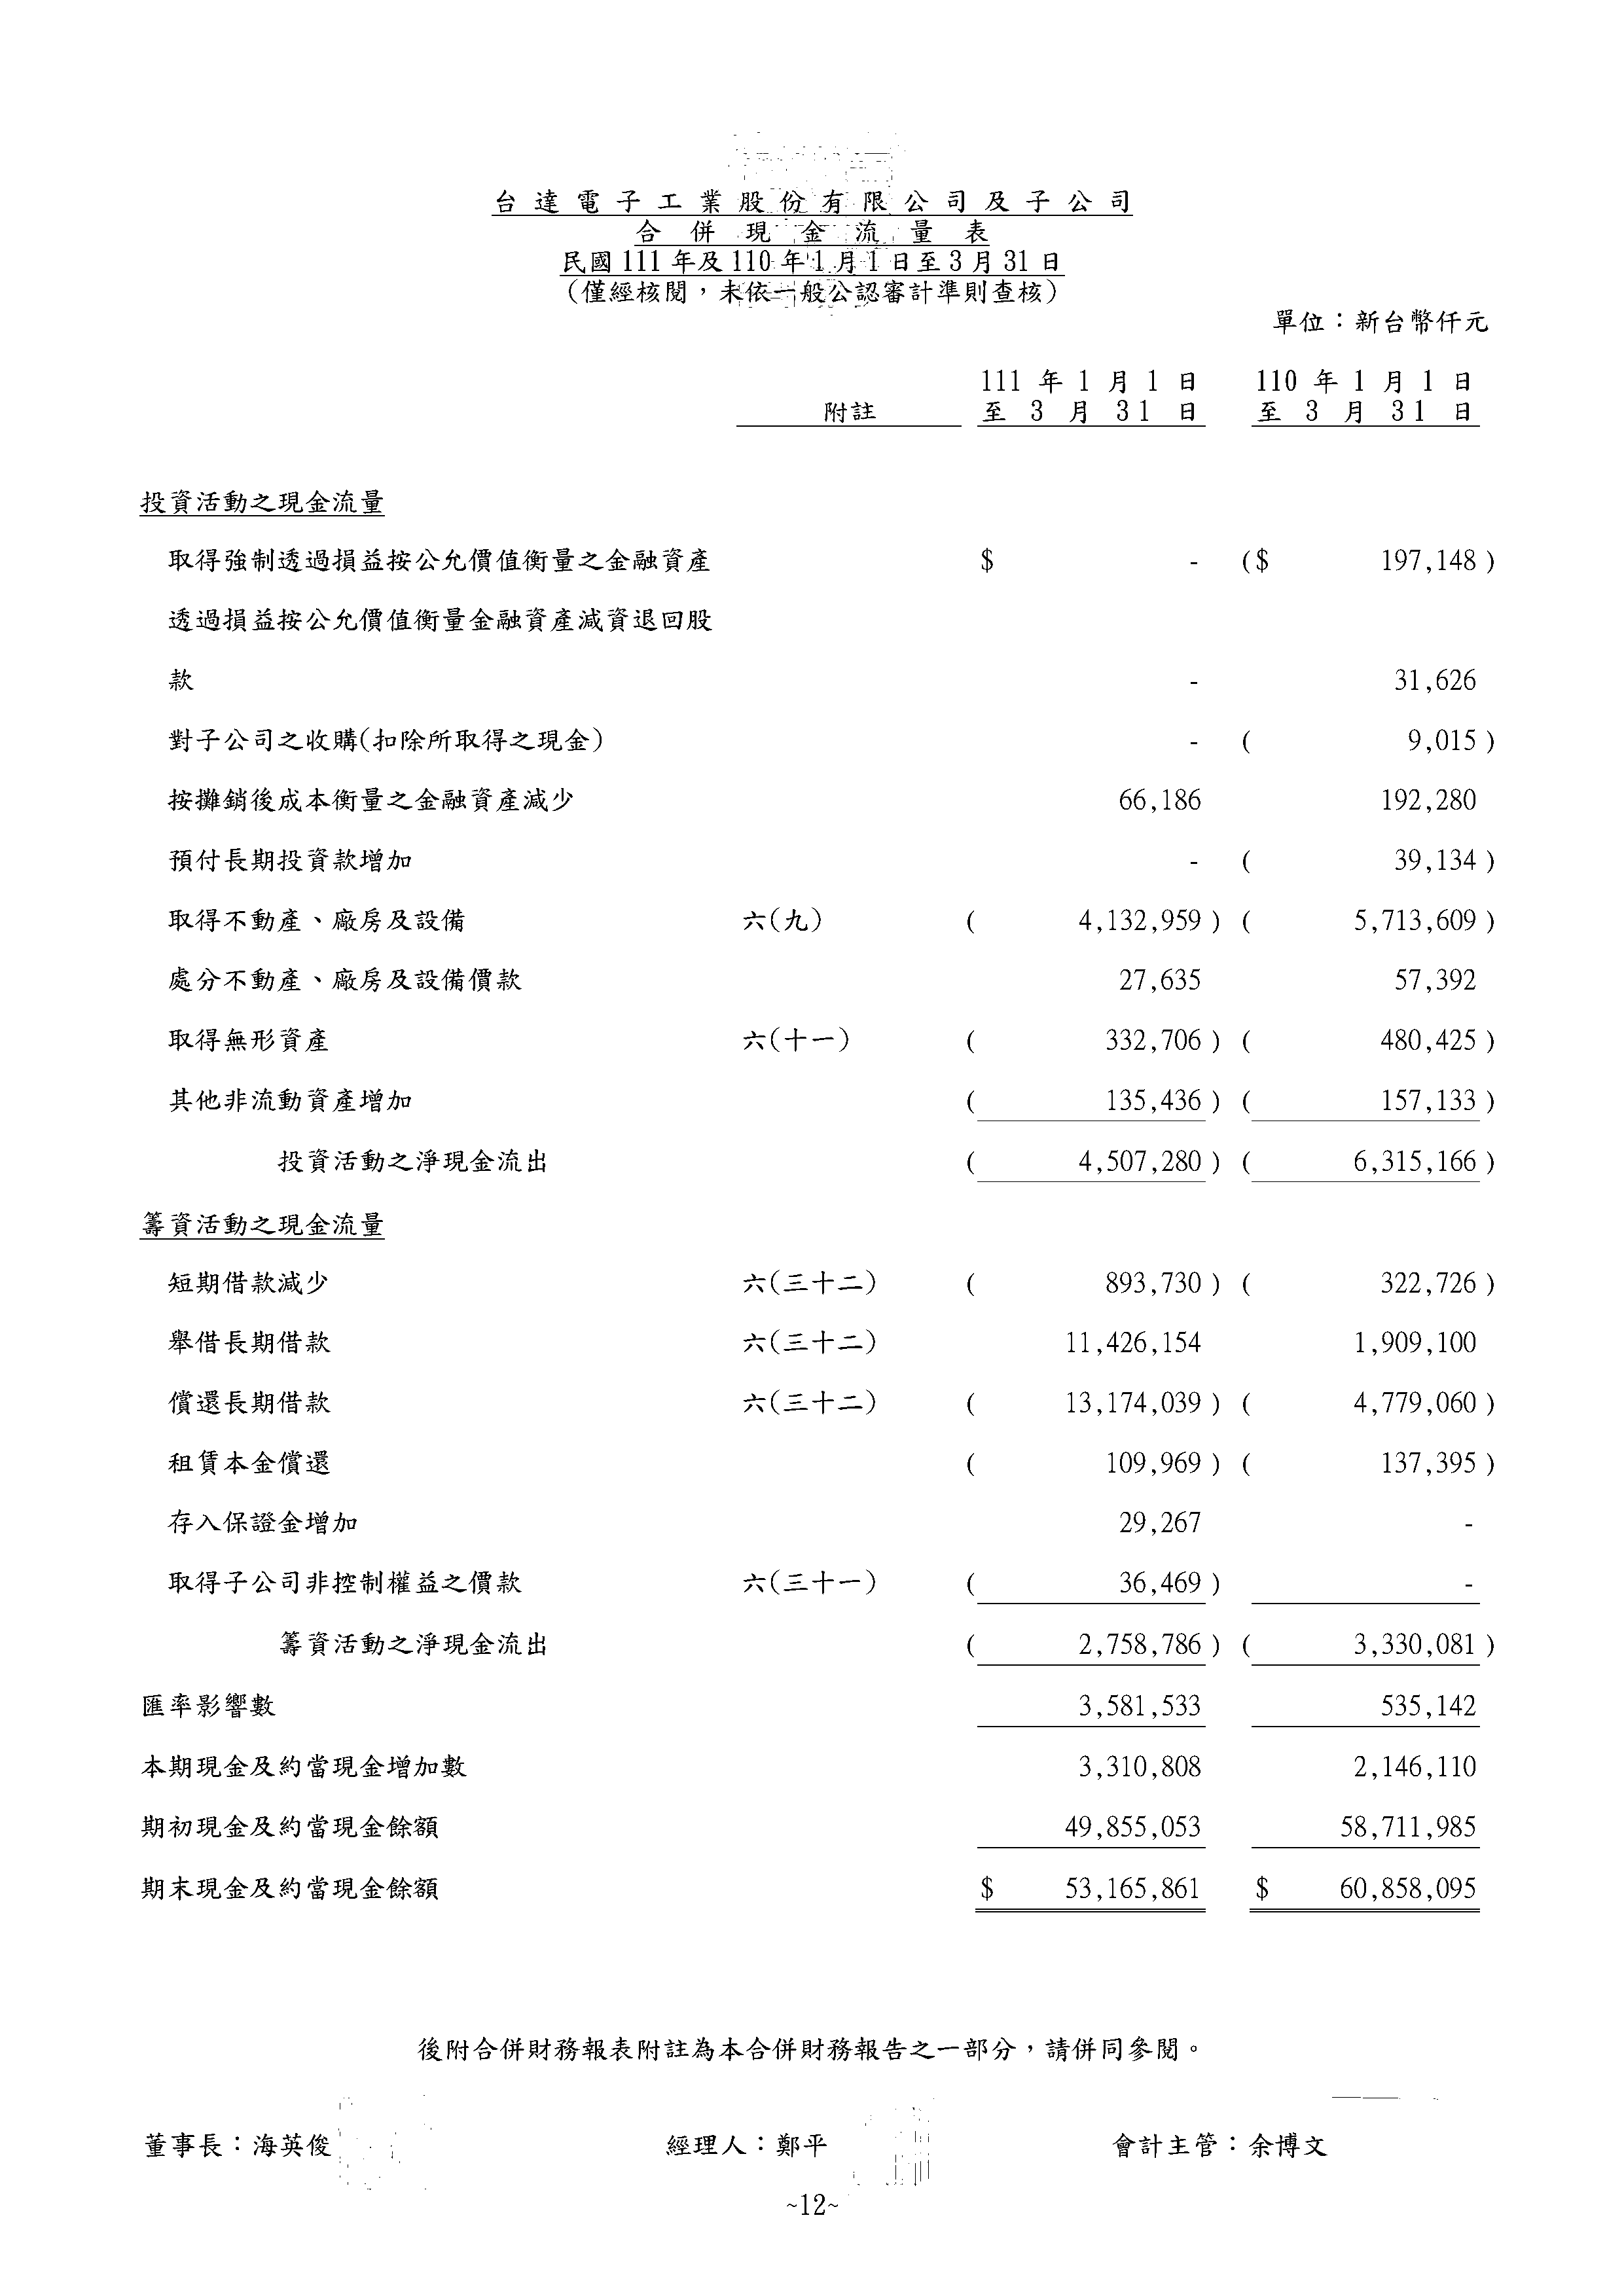 台達電子工業股份有限公司及子公司
合併現金流量表
民國111年及110年1月1日至3月31日
(僅經核閱,未依一般公認審計準則查核)
單位:新台幣仟元
111年1月1日 110年1月1日
附註 至3月31日 至3月31日
投資活動之現金流量
取得強制透過損益按公允價值衡量之金融資產 $ - ($ 197,148)
透過損益按公允價值衡量金融資產減資退回股
款 - 31,626
對子公司之收購(扣除所取得之現金) - ( 9,015)
按攤銷後成本衡量之金融資產減少 66,186 192,280
預付長期投資款增加 - ( 39,134)
取得不動產、廠房及設備 六(九) ( 4,132,959) ( 5,713,609)
處分不動產、廠房及設備價款 27,635 57,392
取得無形資產 六(十一) ( 332,706) ( 480,425)
其他非流動資產增加 ( 135,436) ( 157,133)
投資活動之淨現金流出 ( 4,507,280) ( 6,315,166)
籌資活動之現金流量
短期借款減少 六(三十二) ( 893,730) ( 322,726)
舉借長期借款 六(三十二) 11,426,154 1,909,100
償還長期借款 六(三十二) ( 13,174,039) ( 4,779,060)
租賃本金償還 ( 109,969) ( 137,395)
存入保證金增加 29,267 -
取得子公司非控制權益之價款 六(三十一) ( 36,469) -
籌資活動之淨現金流出 ( 2,758,786) ( 3,330,081)
匯率影響數 3,581,533 535,142
本期現金及約當現金增加數 3,310,808 2,146,110
期初現金及約當現金餘額 49,855,053 58,711,985
期末現金及約當現金餘額 $ 53,165,861 $ 60,858,095
後附合併財務報表附註為本合併財務報告之一部分,請併同參閱。
董事長:海英俊 經理人:鄭平 會計主管:余博文
~12~